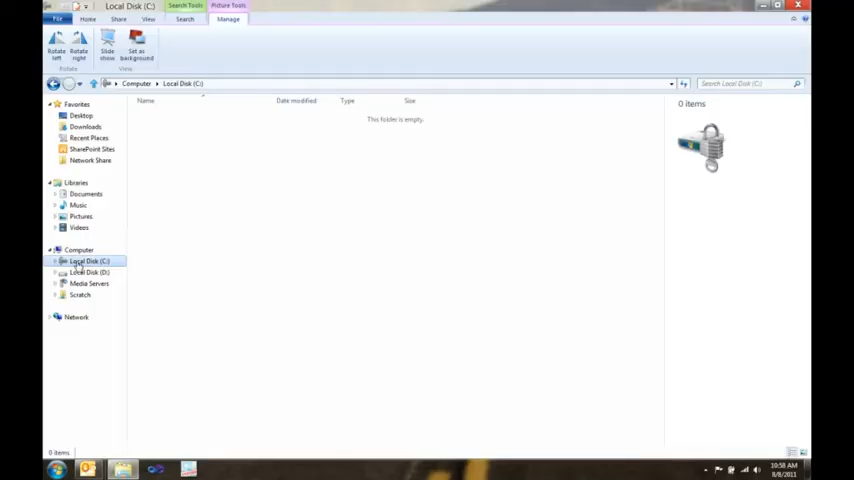 Local Disk (C:)
Search Tools
Picture Tools
File
Home
Share
View
Search
Manage
Rotate left
Rotate right
Slide show
Set as background
Rotate
View
Computer
Local Disk (C:)
Search Local Disk (C:)
Name
Date modified
Type
Size
This folder is empty.
0 items
Favorites
Desktop
Downloads
Recent Places
SharePoint Sites
Network Share
Libraries
Documents
Music
Pictures
Videos
Computer
Local Disk (C:)
Local Disk (D:)
Media Servers
Scratch
Network
0 items
10:58 AM
8/8/2011